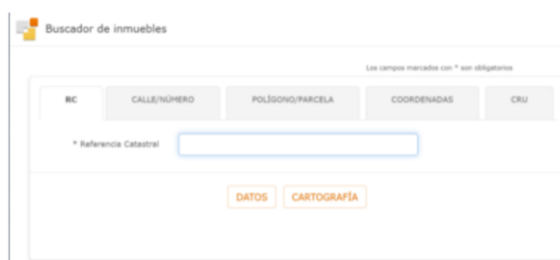 Buscador de inmuebles
Los campos marcados con * son obligatorios
RC CALLE/NÚMERO POLÍGONO/PARCELA COORDENADAS CRU
* Referencia Catastral
DATOS CARTOGRAFÍA